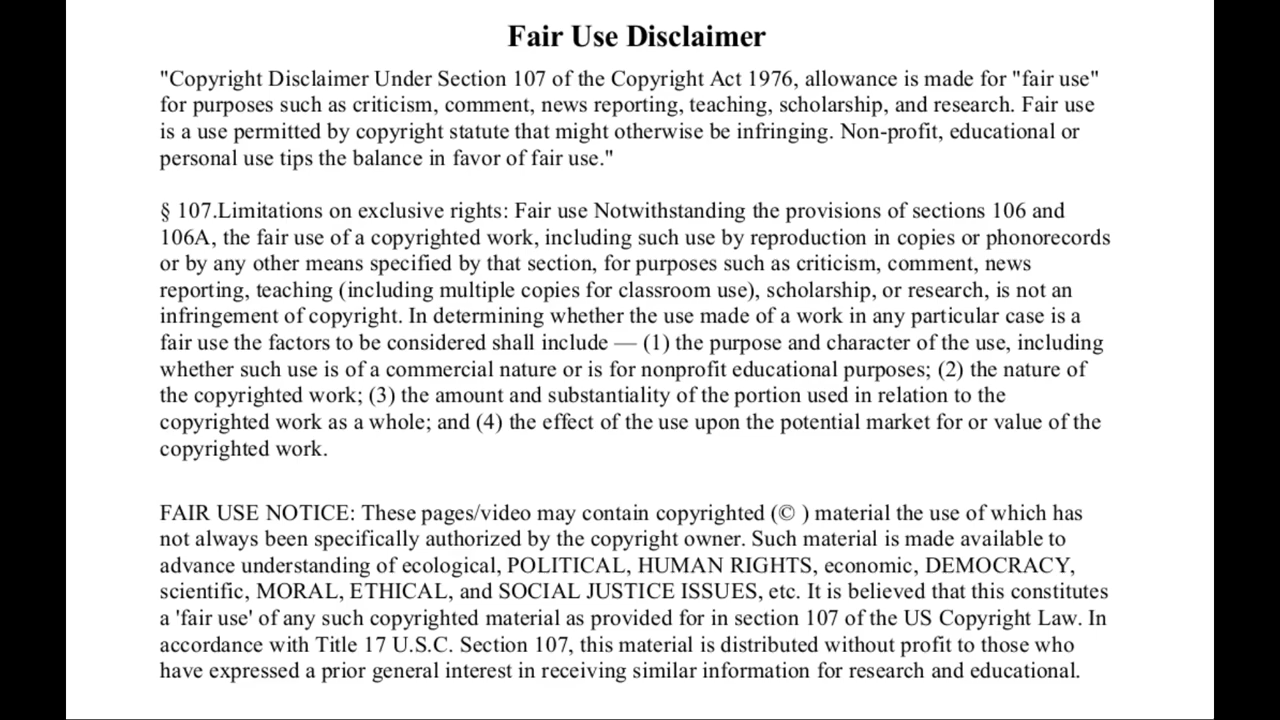 Fair Use Disclaimer
"Copyright Disclaimer Under Section 107 of the Copyright Act 1976, allowance is made for "fair use"
for purposes such as criticism, comment, news reporting, teaching, scholarship, and research. Fair use
is a use permitted by copyright statute that might otherwise be infringing. Non-profit, educational or
personal use tips the balance in favor of fair use."
§ 107.Limitations on exclusive rights: Fair use Notwithstanding the provisions of sections 106 and
106A, the fair use of a copyrighted work, including such use by reproduction in copies or phonorecords
or by any other means specified by that section, for purposes such as criticism, comment, news
reporting, teaching (including multiple copies for classroom use), scholarship, or research, is not an
infringement of copyright. In determining whether the use made of a work in any particular case is a
fair use the factors to be considered shall include — (1) the purpose and character of the use, including
whether such use is of a commercial nature or is for nonprofit educational purposes; (2) the nature of
the copyrighted work; (3) the amount and substantiality of the portion used in relation to the
copyrighted work as a whole; and (4) the effect of the use upon the potential market for or value of the
copyrighted work.
FAIR USE NOTICE: These pages/video may contain copyrighted (© ) material the use of which has
not always been specifically authorized by the copyright owner. Such material is made available to
advance understanding of ecological, POLITICAL, HUMAN RIGHTS, economic, DEMOCRACY,
scientific, MORAL, ETHICAL, and SOCIAL JUSTICE ISSUES, etc. It is believed that this constitutes
a 'fair use' of any such copyrighted material as provided for in section 107 of the US Copyright Law. In
accordance with Title 17 U.S.C. Section 107, this material is distributed without profit to those who
have expressed a prior general interest in receiving similar information for research and educational.